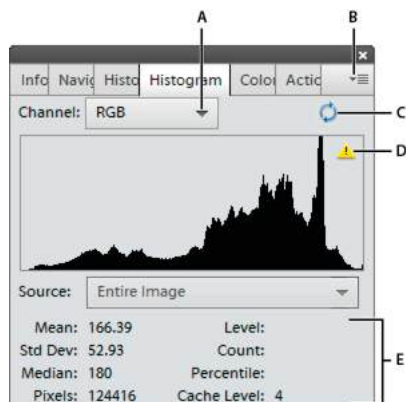 A B
Info Navig Histo Histogram Color Actic
Channel: RGB
C
D
Source: Entire Image
Mean: 166.39 Level:
Std Dev: 52.93 Count:
E
Median: 180 Percentile:
Pixels: 124416 Cache Level: 4